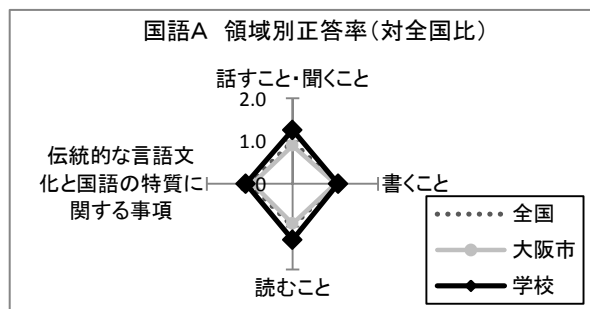 国語A 領域別正答率(対全国比)
話すこと・聞くこと
2.0
1.0
0
伝統的な言語文
化と国語の特質に
関する事項
書くこと
読むこと
全国
大阪市
学校